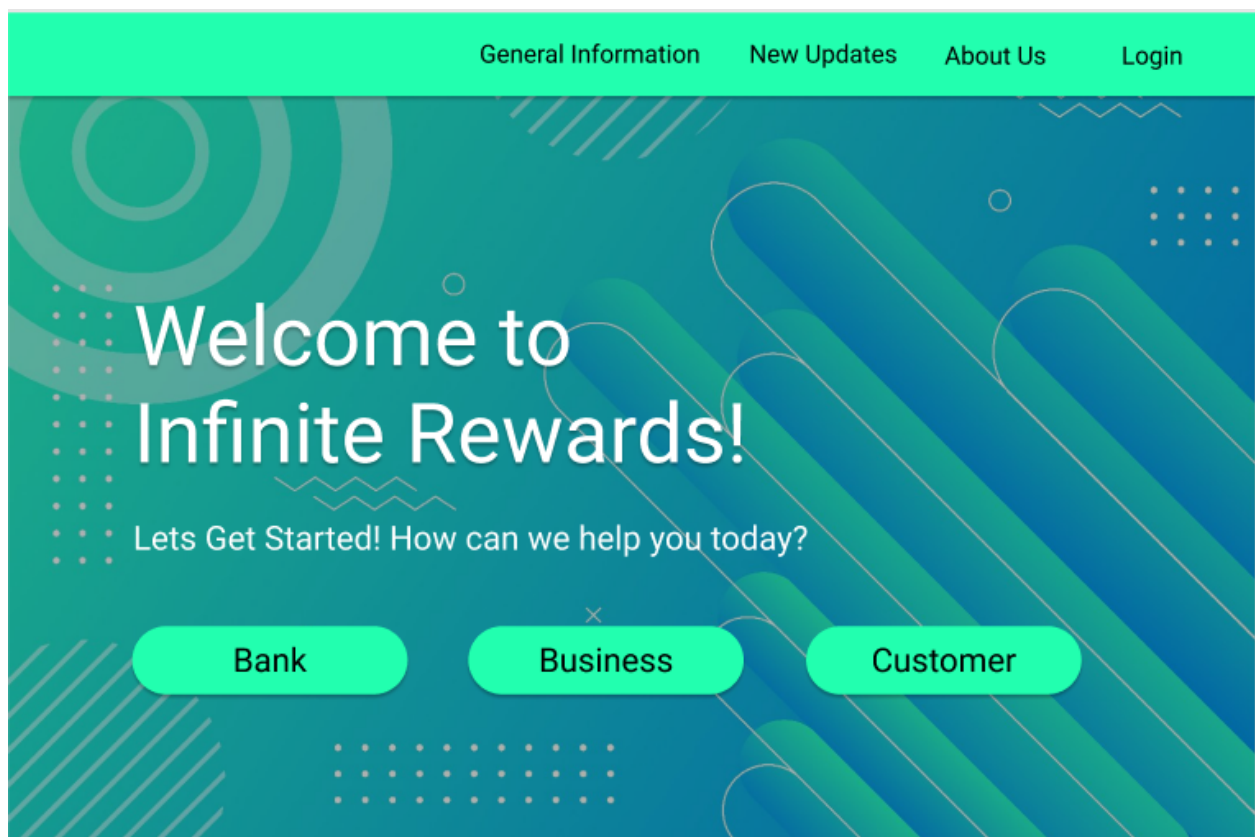 General Information New Updates About Us Login
Welcome to
Infinite Rewards!
Lets Get Started! How can we help you today?
Bank Business Customer